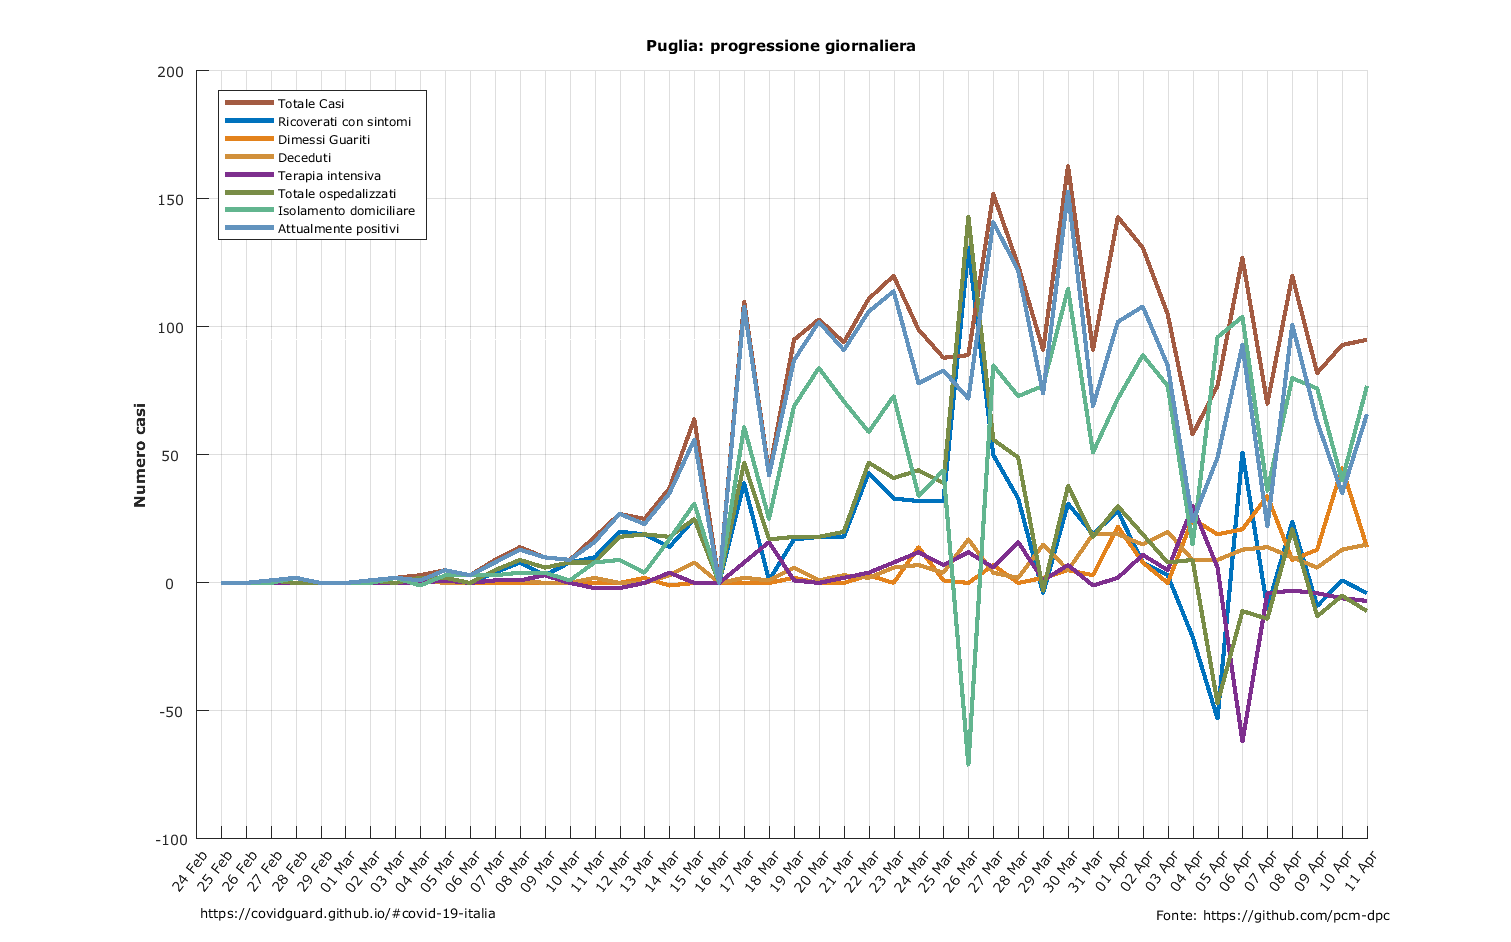 Puglia: progressione giornaliera
200
150
100
50
0
-50
-100
Numero casi
Totale Casi
Ricoverati con sintomi
Dimessi Guariti
Deceduti
Terapia intensiva
Totale ospedalizzati
Isolamento domiciliare
Attualmente positivi
24 Feb
25 Feb
26 Feb
27 Feb
28 Feb
29 Feb
01 Mar
02 Mar
03 Mar
04 Mar
05 Mar
06 Mar
07 Mar
08 Mar
09 Mar
10 Mar
11 Mar
12 Mar
13 Mar
14 Mar
15 Mar
16 Mar
17 Mar
18 Mar
19 Mar
20 Mar
21 Mar
22 Mar
23 Mar
24 Mar
25 Mar
26 Mar
27 Mar
28 Mar
29 Mar
30 Mar
31 Mar
01 Apr
02 Apr
03 Apr
04 Apr
05 Apr
06 Apr
07 Apr
08 Apr
09 Apr
10 Apr
11 Apr
https://covidguard.github.io/#covid-19-italia
Fonte: https://github.com/pcm-dpc